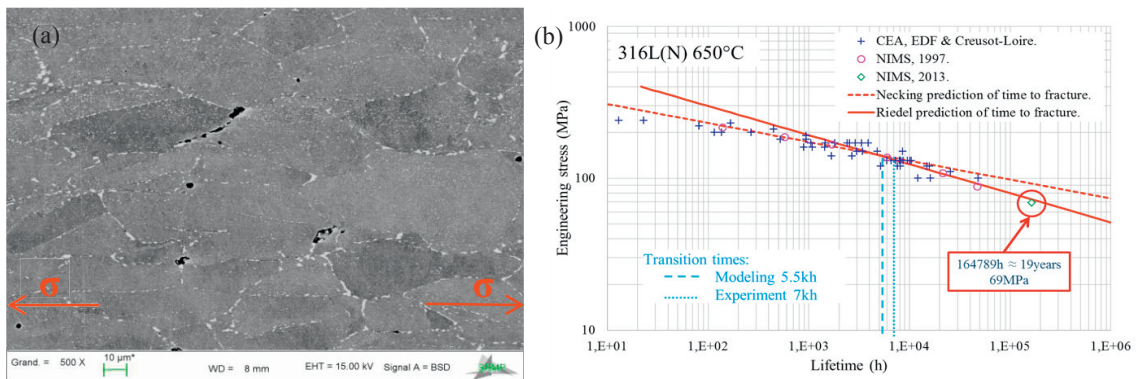 (a)
σ
σ
Grand. = 500 X
10 µm*
WD = 8 mm
EHT = 15.00 kV
Signal A = BSD
(b)
316L(N) 650°C
CEA, EDF & Creusot-Loire.
NIMS, 1997.
NIMS, 2013.
Necking prediction of time to fracture.
Riedel prediction of time to fracture.
Engineering stress (MPa)
1000
100
10
Transition times:
Modeling 5.5kh
Experiment 7kh
164789h ≈ 19years
69MPa
1,E+01 1,E+02 1,E+03 1,E+04 1,E+05 1,E+06
Lifetime (h)